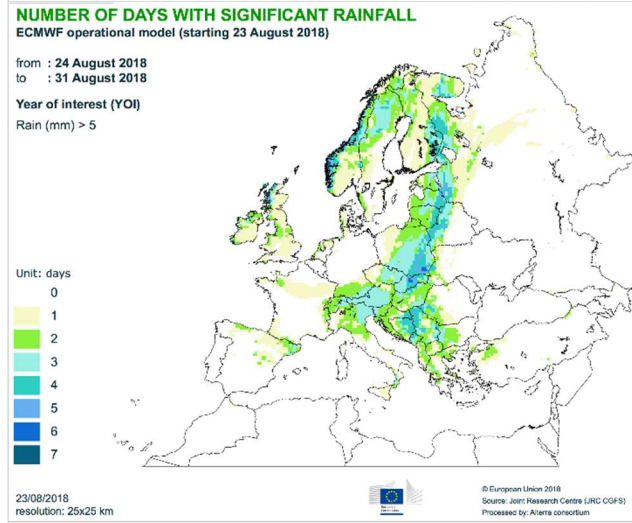 NUMBER OF DAYS WITH SIGNIFICANT RAINFALL
ECMWF operational model (starting 23 August 2018)
from : 24 August 2018
to : 31 August 2018
Year of interest (YOI)
Rain (mm) > 5
Unit: days
0
1
2
3
4
5
6
7
23/08/2018
resolution: 25x25 km
© European Union 2018
Source: Joint Research Centre (JRC CGFS)
Processed by: Alterra consortium